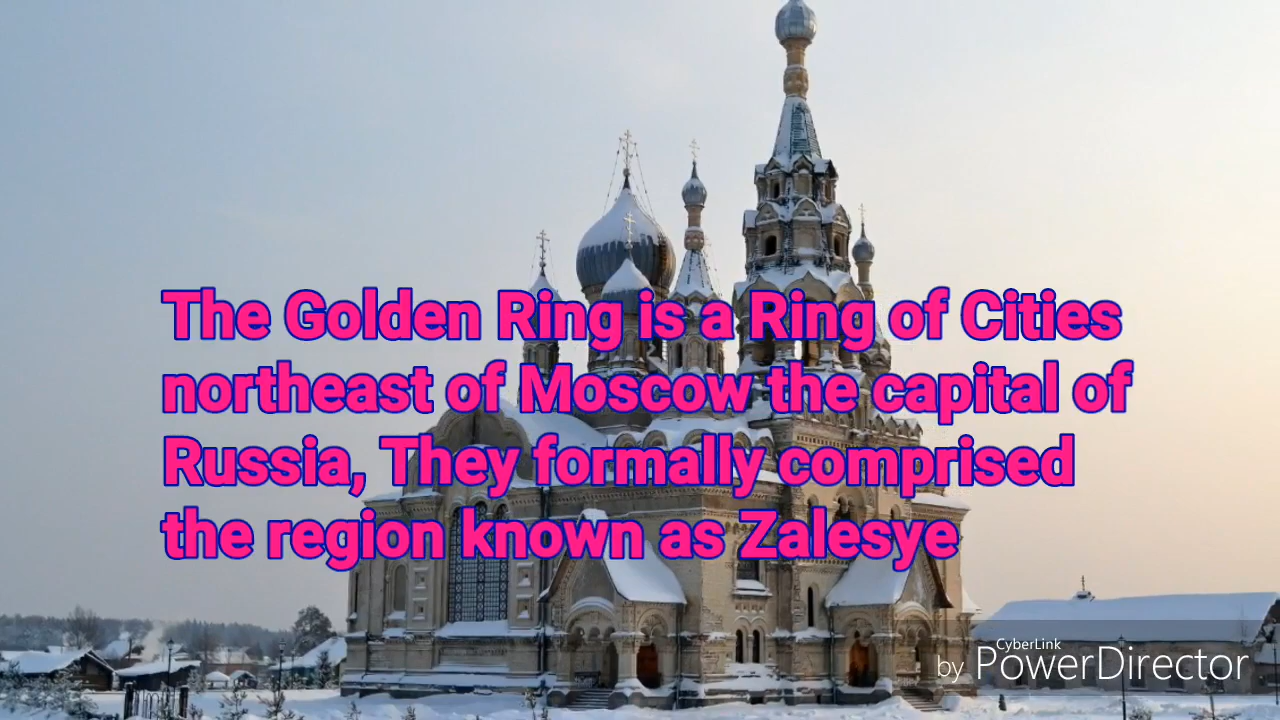 The Golden Ring is a Ring of Cities
northeast of Moscow the capital of
Russia, They formally comprised
the region known as Zalesye
CyberLink
by PowerDirector